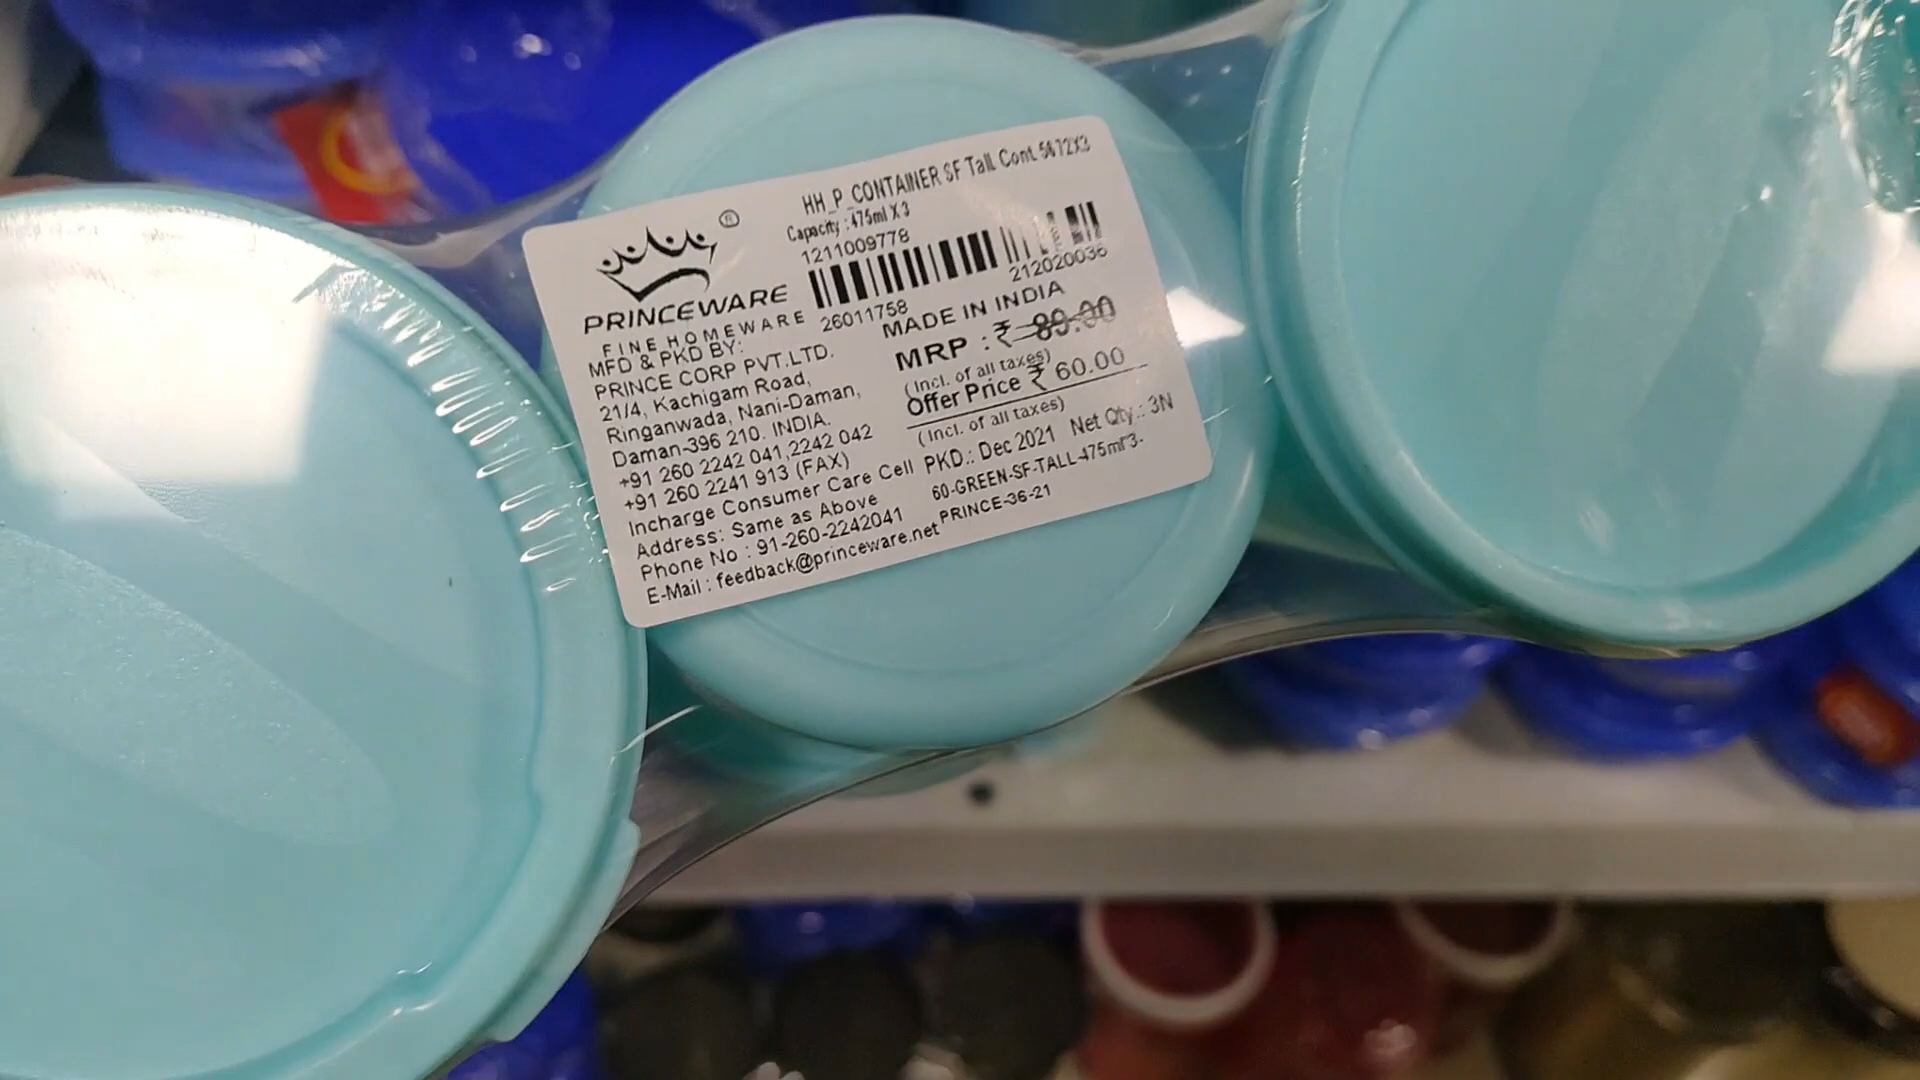 HH_P_CONTAINER SF Tall Cont. 5672X3
Capacity : 475ml X 3
1211009778
212020036
26011758
®
PRINCEWARE
FINE HOMEWARE
MFD & PKD BY:
PRINCE CORP PVT.LTD.
21/4, Kachigam Road,
Ringanwada, Nani-Daman,
Daman-396 210. INDIA.
+91 260 2242 041,2242 042
+91 260 2241 913 (FAX)
Incharge Consumer Care Cell
Address: Same as Above
Phone No : 91-260-2242041
E-Mail : feedback@princeware.net
MADE IN INDIA
MRP : ₹ 89.00
(Incl. of all taxes)
Offer Price ₹ 60.00
(Incl. of all taxes)
PKD.: Dec 2021 Net Qty.: 3N
60-GREEN-SF-TALL-475ml*3-
PRINCE-36-21